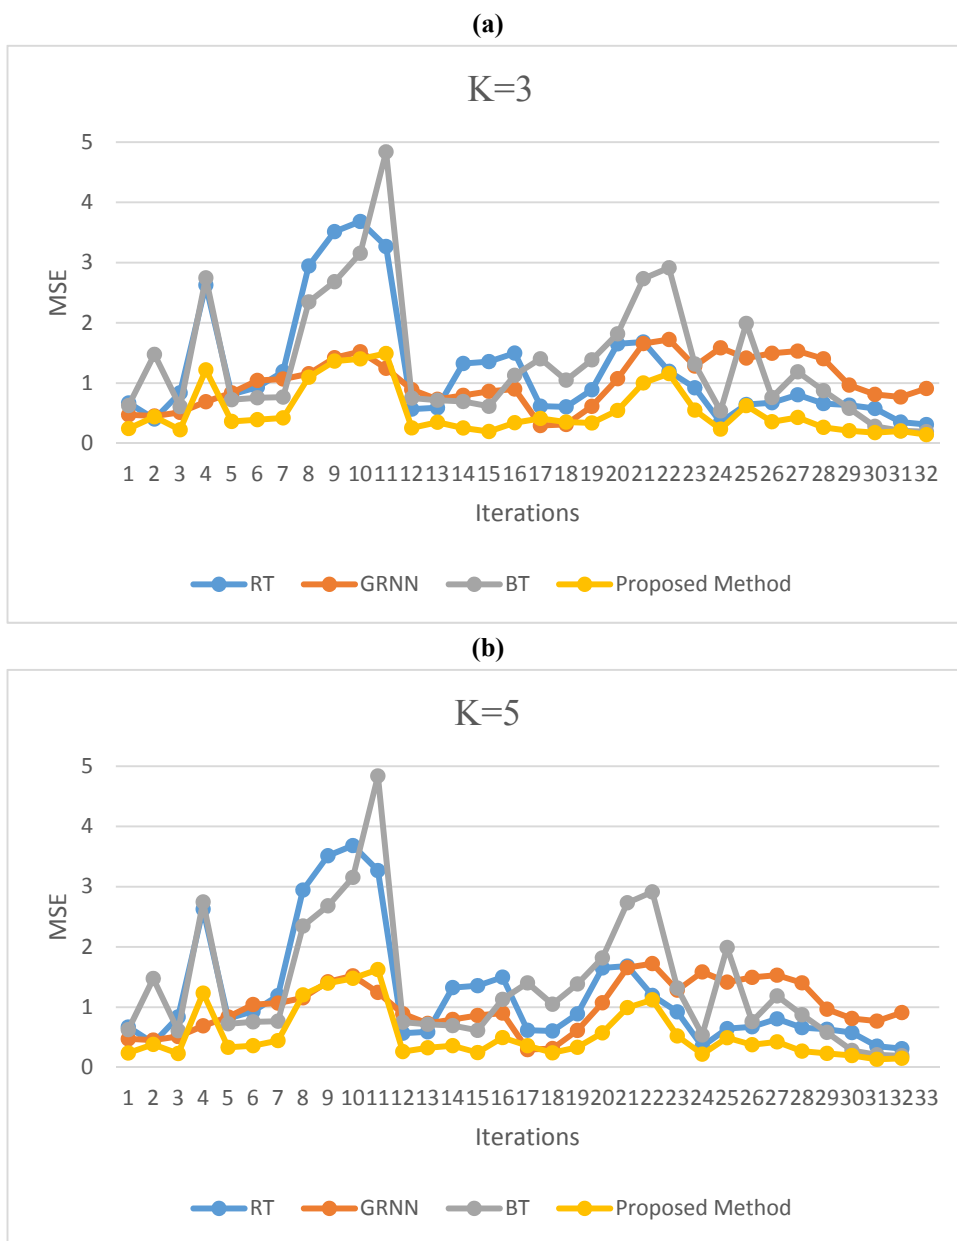 (a)
K=3
5
4
3
2
1
0
MSE
1 2 3 4 5 6 7 8 9 10 11 12 13 14 15 16 17 18 19 20 21 22 23 24 25 26 27 28 29 30 31 32
Iterations
RT GRNN BT Proposed Method
(b)
K=5
5
4
3
2
1
0
MSE
1 2 3 4 5 6 7 8 9 10 11 12 13 14 15 16 17 18 19 20 21 22 23 24 25 26 27 28 29 30 31 32 33
Iterations
RT GRNN BT Proposed Method